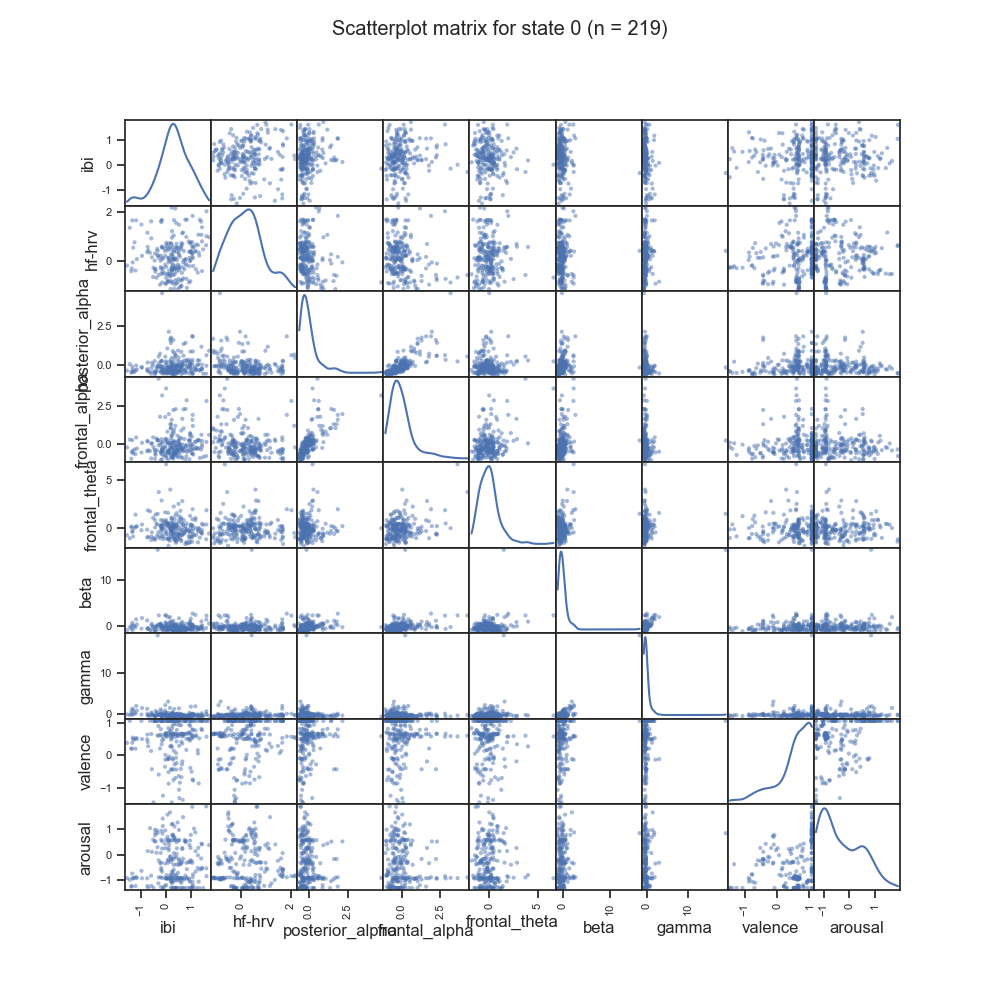 Scatterplot matrix for state 0 (n = 219)
ibi
1
0
-1
hf-hrv
2
0
posterior_alpha
2.5
0.0
frontal_alpha
2.5
0.0
frontal_theta
5
0
beta
10
0
gamma
10
0
valence
1
0
−1
arousal
1
0
−1
−1 0 1 0 2 0.0 2.5 0.0 2.5 0 5 0 10 0 10 −1 0 1 −1 0 1
ibi hf-hrv posterior_alpha frontal_alpha frontal_theta beta gamma valence arousal